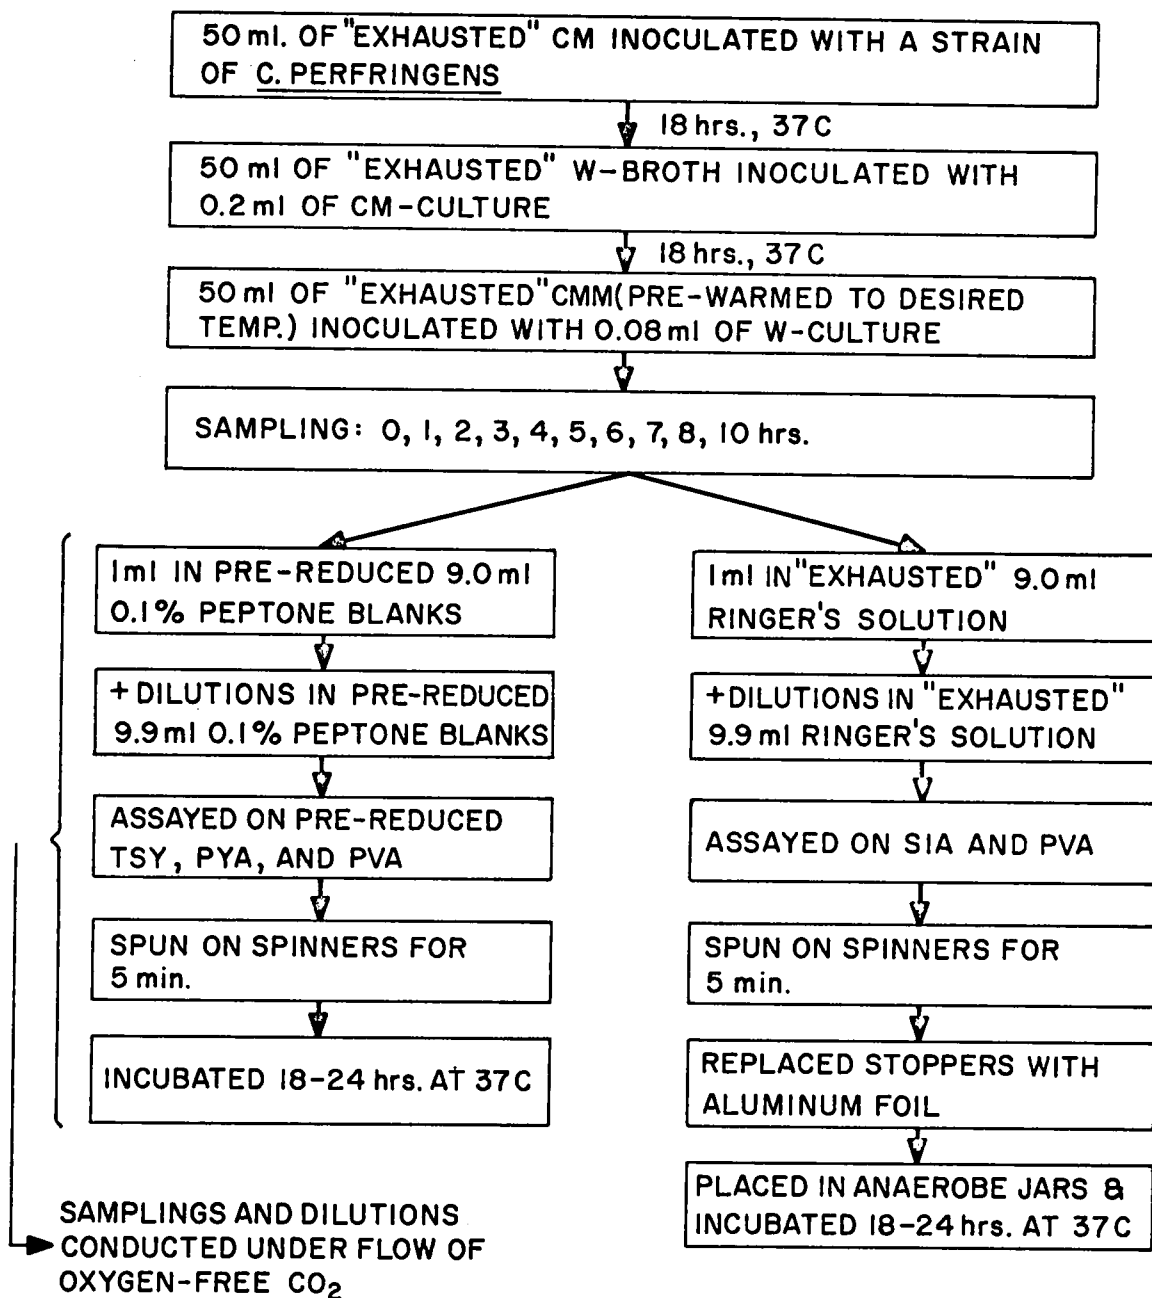 50 ml. OF "EXHAUSTED" CM INOCULATED WITH A STRAIN
OF C. PERFRINGENS
18 hrs., 37C
50 ml OF "EXHAUSTED" W-BROTH INOCULATED WITH
0.2 ml OF CM-CULTURE
18 hrs., 37C
50 ml OF "EXHAUSTED" CMM(PRE-WARMED TO DESIRED
TEMP.) INOCULATED WITH 0.08 ml OF W-CULTURE
SAMPLING: 0, 1, 2, 3, 4, 5, 6, 7, 8, 10 hrs.
1ml IN PRE-REDUCED 9.0 ml
0.1% PEPTONE BLANKS
+ DILUTIONS IN PRE-REDUCED
9.9 ml 0.1% PEPTONE BLANKS
ASSAYED ON PRE-REDUCED
TSY, PYA, AND PVA
SPUN ON SPINNERS FOR
5 min.
INCUBATED 18-24 hrs. AT 37C
SAMPLINGS AND DILUTIONS
CONDUCTED UNDER FLOW OF
OXYGEN-FREE CO₂
1ml IN "EXHAUSTED" 9.0 ml
RINGER'S SOLUTION
+DILUTIONS IN "EXHAUSTED"
9.9 ml RINGER'S SOLUTION
ASSAYED ON SIA AND PVA
SPUN ON SPINNERS FOR
5 min.
REPLACED STOPPERS WITH
ALUMINUM FOIL
PLACED IN ANAEROBE JARS &
INCUBATED 18-24 hrs. AT 37C